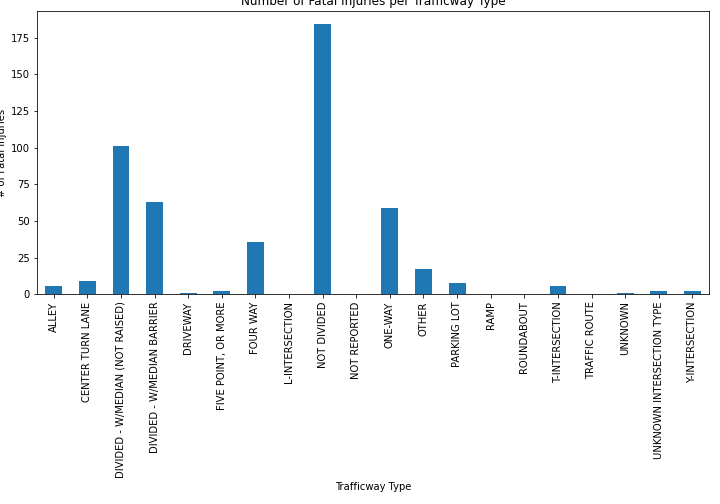 Number of Fatal Injuries per Trafficway Type
# of Fatal Injuries
175
150
125
100
75
50
25
0
ALLEY
CENTER TURN LANE
DIVIDED - W/MEDIAN (NOT RAISED)
DIVIDED - W/MEDIAN BARRIER
DRIVEWAY
FIVE POINT, OR MORE
FOUR WAY
L-INTERSECTION
NOT DIVIDED
NOT REPORTED
ONE-WAY
OTHER
PARKING LOT
RAMP
ROUNDABOUT
T-INTERSECTION
TRAFFIC ROUTE
UNKNOWN
UNKNOWN INTERSECTION TYPE
Y-INTERSECTION
Trafficway Type